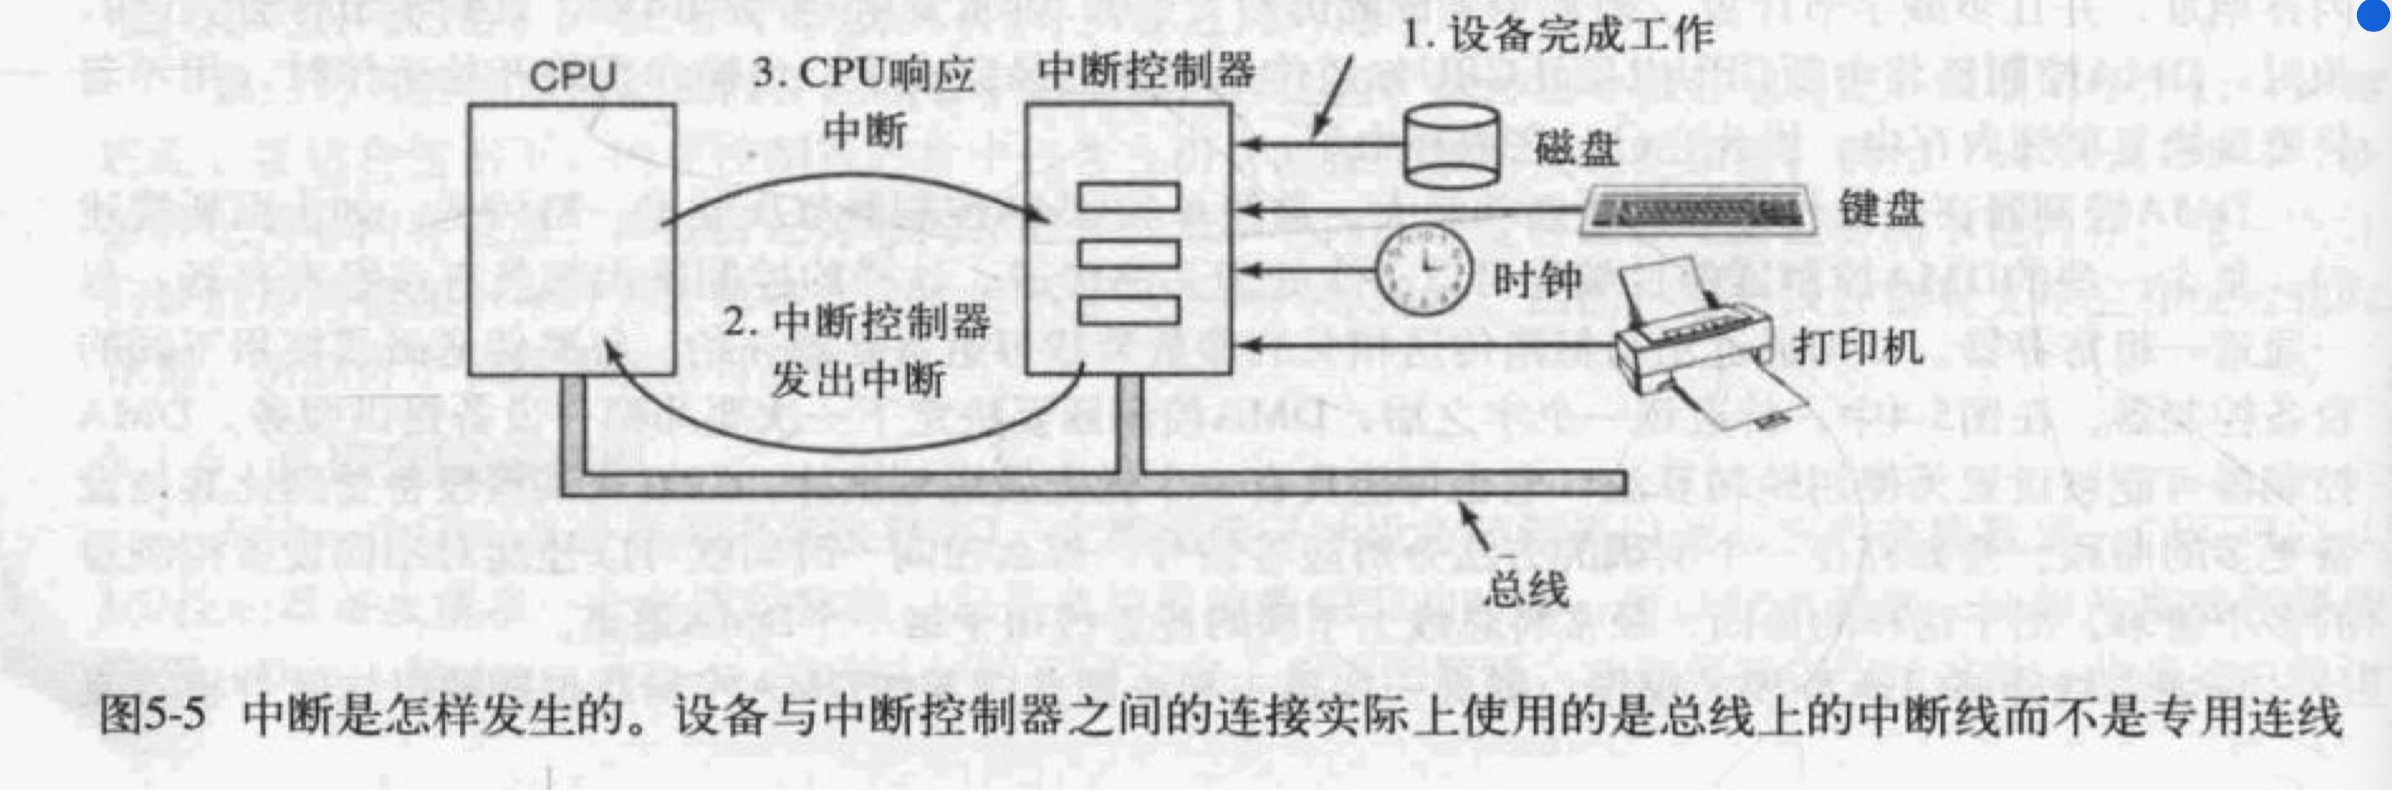 1. 设备完成工作
CPU
3. CPU响应
中断
中断控制器
磁盘
键盘
时钟
2. 中断控制器
发出中断
打印机
总线
图5-5 中断是怎样发生的。设备与中断控制器之间的连接实际上使用的是总线上的中断线而不是专用连线